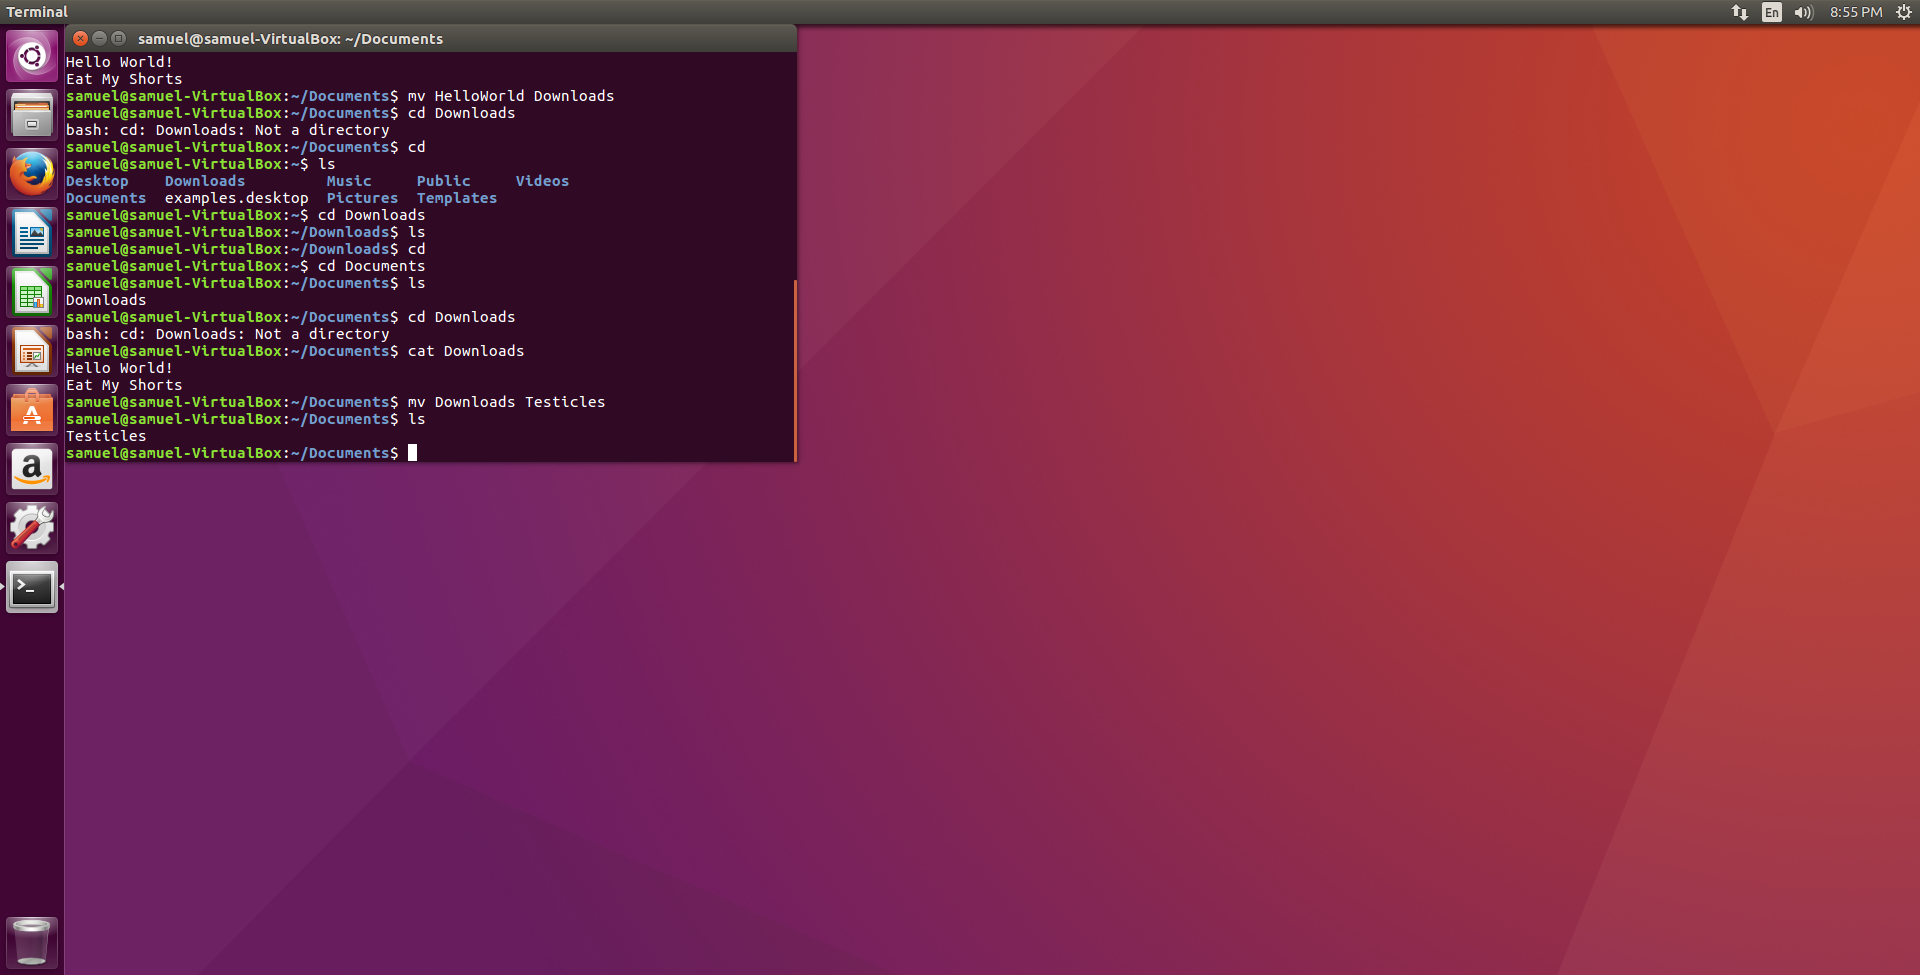 Terminal
En
8:55 PM
samuel@samuel-VirtualBox: ~/Documents
Hello World!
Eat My Shorts
samuel@samuel-VirtualBox:~/Documents$ mv HelloWorld Downloads
samuel@samuel-VirtualBox:~/Documents$ cd Downloads
bash: cd: Downloads: Not a directory
samuel@samuel-VirtualBox:~/Documents$ cd
samuel@samuel-VirtualBox:~$ ls
Desktop    Downloads         Music     Public     Videos
Documents  examples.desktop  Pictures  Templates
samuel@samuel-VirtualBox:~$ cd Downloads
samuel@samuel-VirtualBox:~/Downloads$ ls
samuel@samuel-VirtualBox:~/Downloads$ cd
samuel@samuel-VirtualBox:~$ cd Documents
samuel@samuel-VirtualBox:~/Documents$ ls
Downloads
samuel@samuel-VirtualBox:~/Documents$ cd Downloads
bash: cd: Downloads: Not a directory
samuel@samuel-VirtualBox:~/Documents$ cat Downloads
Hello World!
Eat My Shorts
samuel@samuel-VirtualBox:~/Documents$ mv Downloads Testicles
samuel@samuel-VirtualBox:~/Documents$ ls
Testicles
samuel@samuel-VirtualBox:~/Documents$